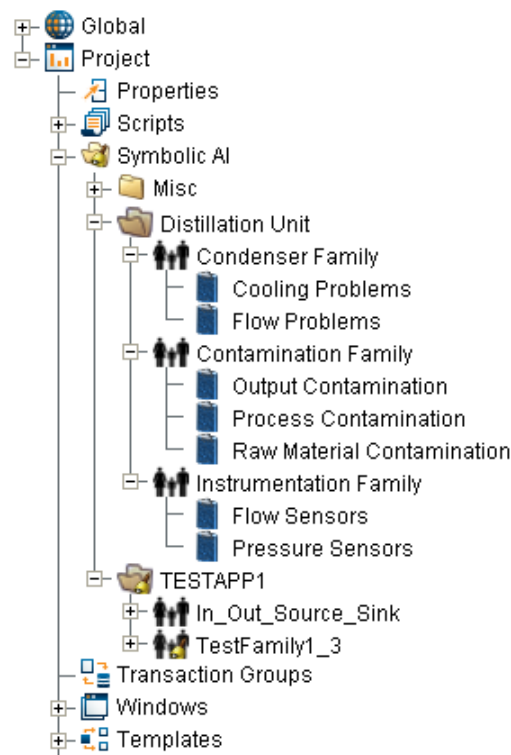 Global
Project
Properties
Scripts
Symbolic AI
Misc
Distillation Unit
Condenser Family
Cooling Problems
Flow Problems
Contamination Family
Output Contamination
Process Contamination
Raw Material Contamination
Instrumentation Family
Flow Sensors
Pressure Sensors
TESTAPP1
In_Out_Source_Sink
TestFamily1_3
Transaction Groups
Windows
Templates